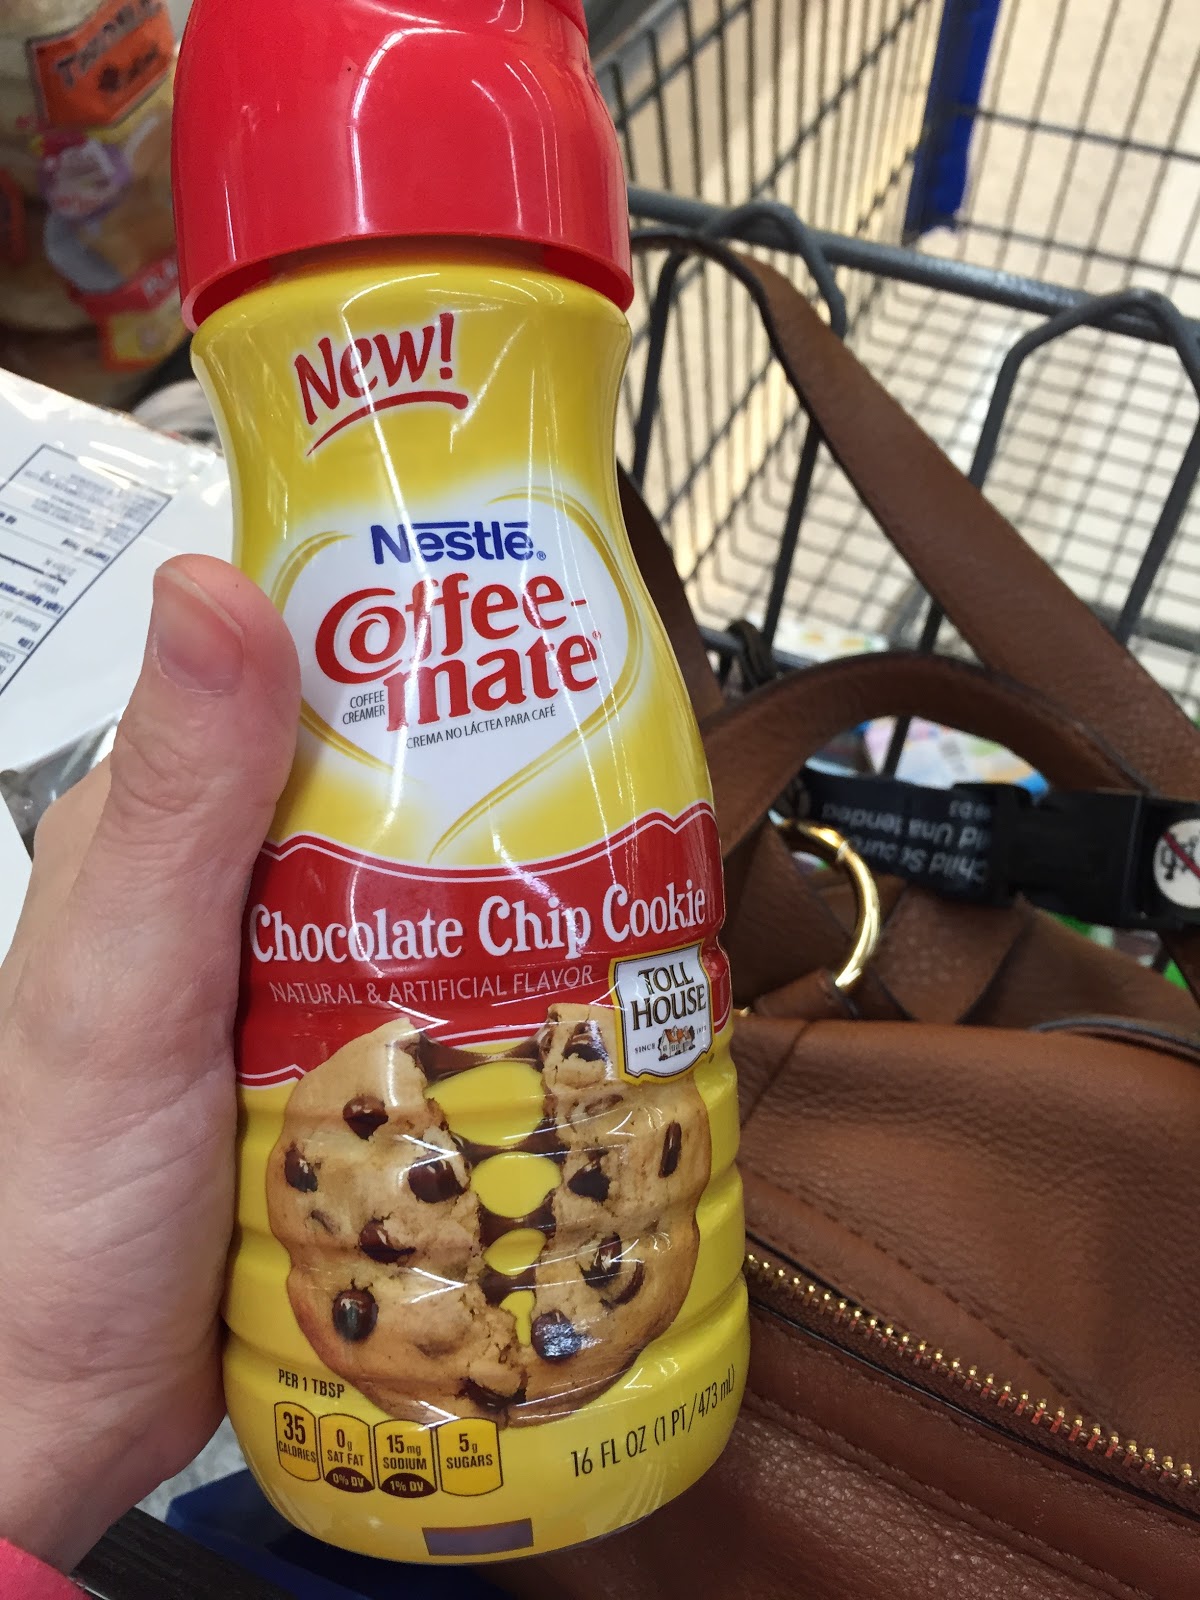 New!
Nestlē®
Coffee-
mate®
COFFEE
CREAMER
CREMA NO LÁCTEA PARA CAFÉ
Chocolate Chip Cookie
NATURAL & ARTIFICIAL FLAVOR
TOLL
HOUSE
SINCE
PER 1 TBSP
35
CALORIES
0g
SAT FAT
0% DV
15mg
SODIUM
1% DV
5g
SUGARS
16 FL OZ (1 PT/473 mL)